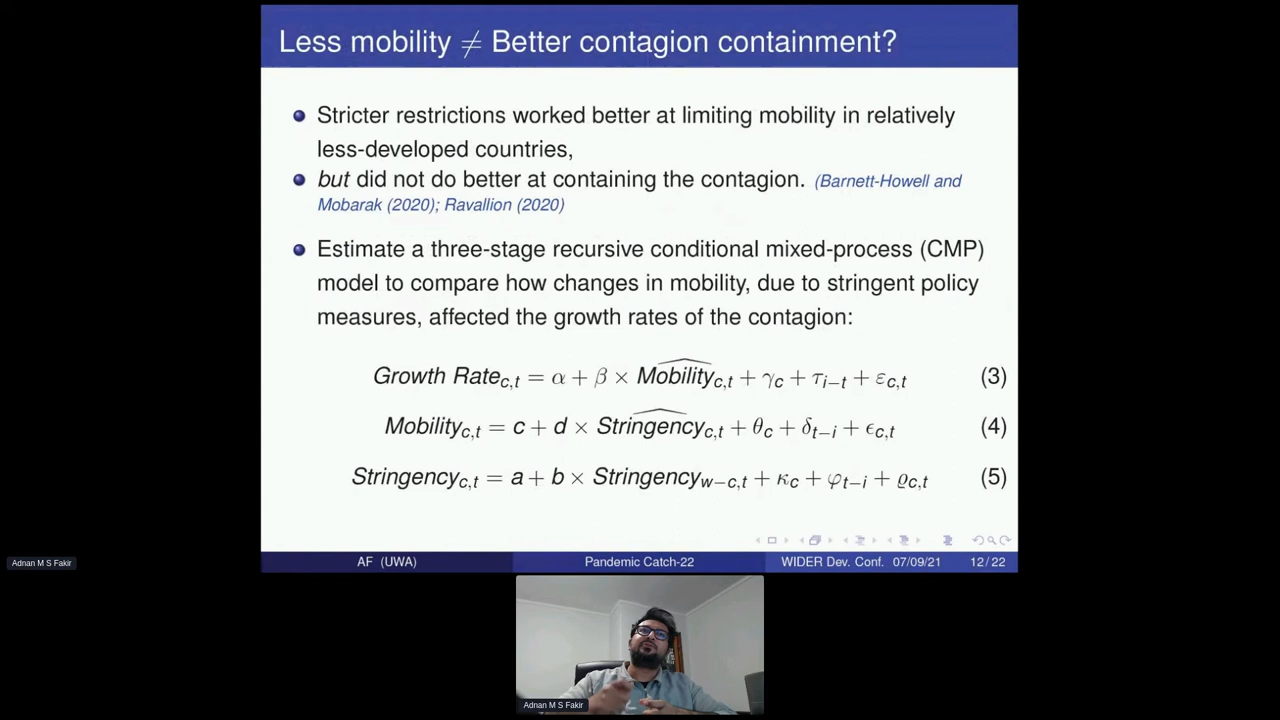 Less mobility ≠ Better contagion containment?
Stricter restrictions worked better at limiting mobility in relatively
less-developed countries,
but did not do better at containing the contagion. (Barnett-Howell and
Mobarak (2020); Ravallion (2020)
Estimate a three-stage recursive conditional mixed-process (CMP)
model to compare how changes in mobility, due to stringent policy
measures, affected the growth rates of the contagion:
Growth Rate_{c,t} = α + β × \widehat{Mobility}_{c,t} + γ_c + τ_{i−t} + ε_{c,t} (3)
Mobility_{c,t} = c + d × \widehat{Stringency}_{c,t} + θ_c + δ_{t−i} + ϵ_{c,t} (4)
Stringency_{c,t} = a + b × Stringency_{w−c,t} + κ_c + φ_{t−i} + ϱ_{c,t} (5)
AF (UWA) Pandemic Catch-22 WIDER Dev. Conf. 07/09/21 12 / 22
Adnan M S Fakir
Adnan M S Fakir